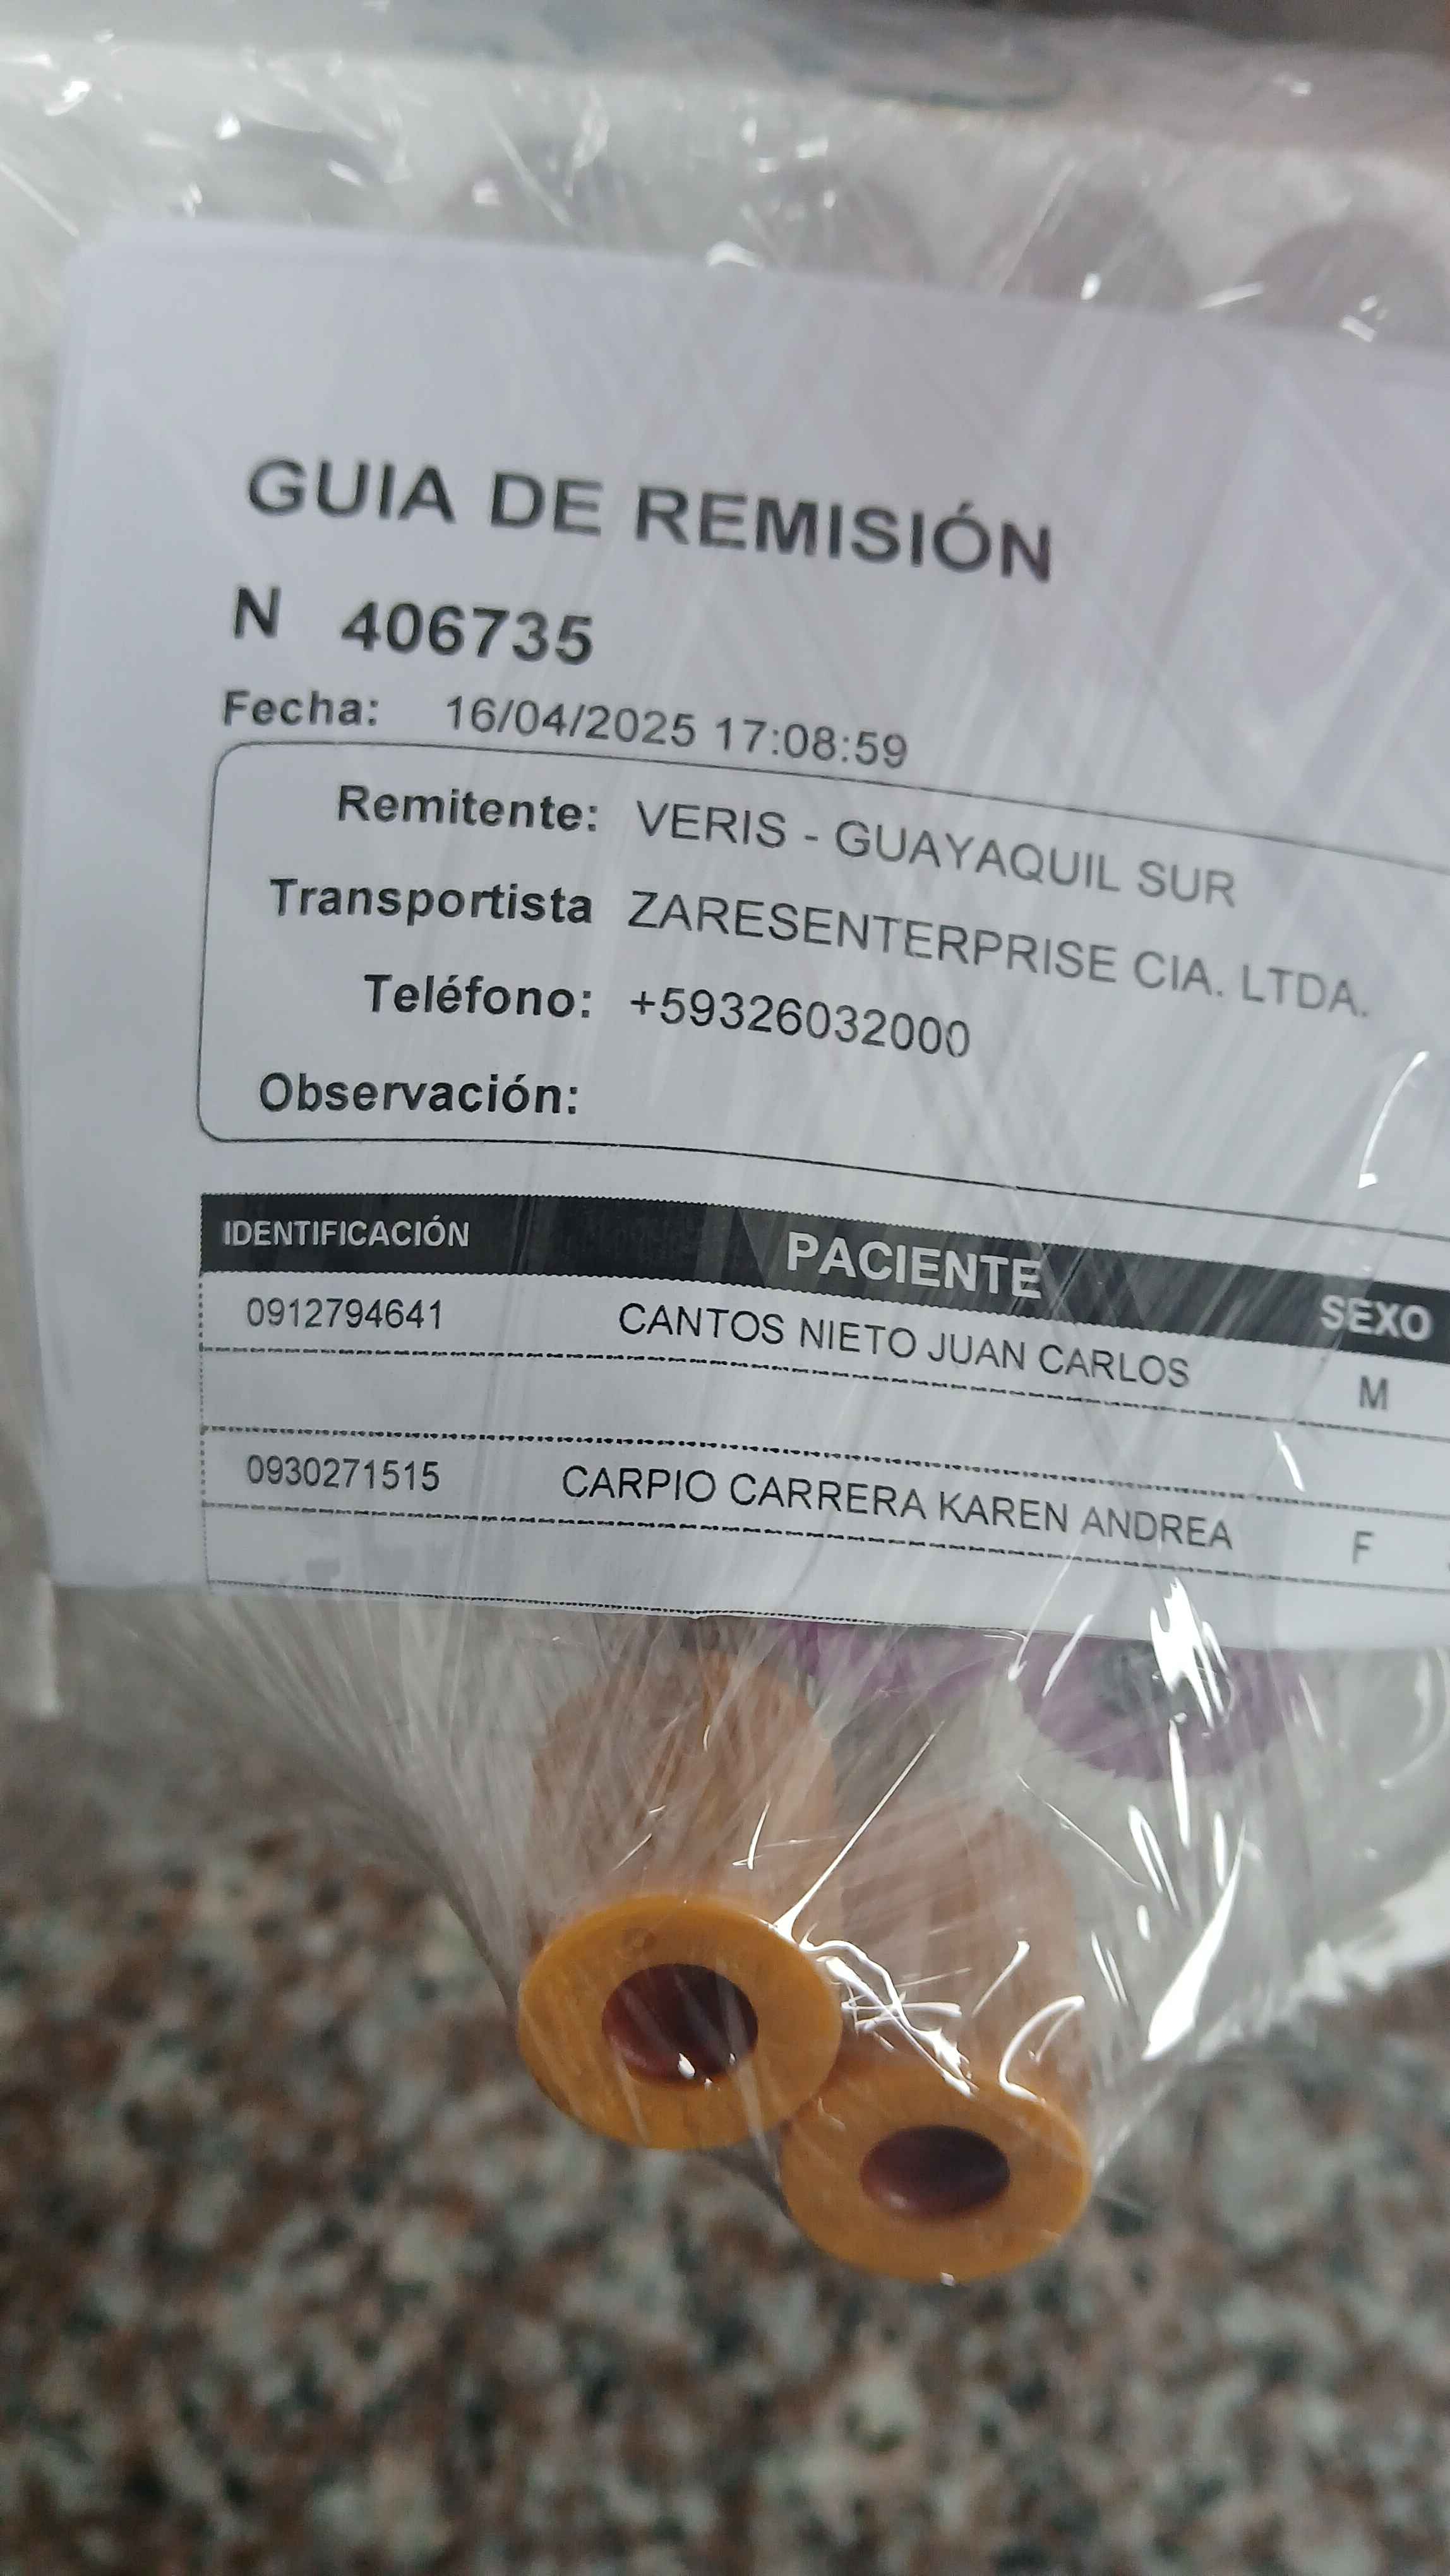 GUIA DE REMISIÓN
N 406735
Fecha: 16/04/2025 17:08:59
Remitente: VERIS - GUAYAQUIL SUR
Transportista ZARESENTERPRISE CIA. LTDA.
Teléfono: +59326032000
Observación:
IDENTIFICACIÓN PACIENTE SEXO
0912794641 CANTOS NIETO JUAN CARLOS M
0930271515 CARPIO CARRERA KAREN ANDREA F